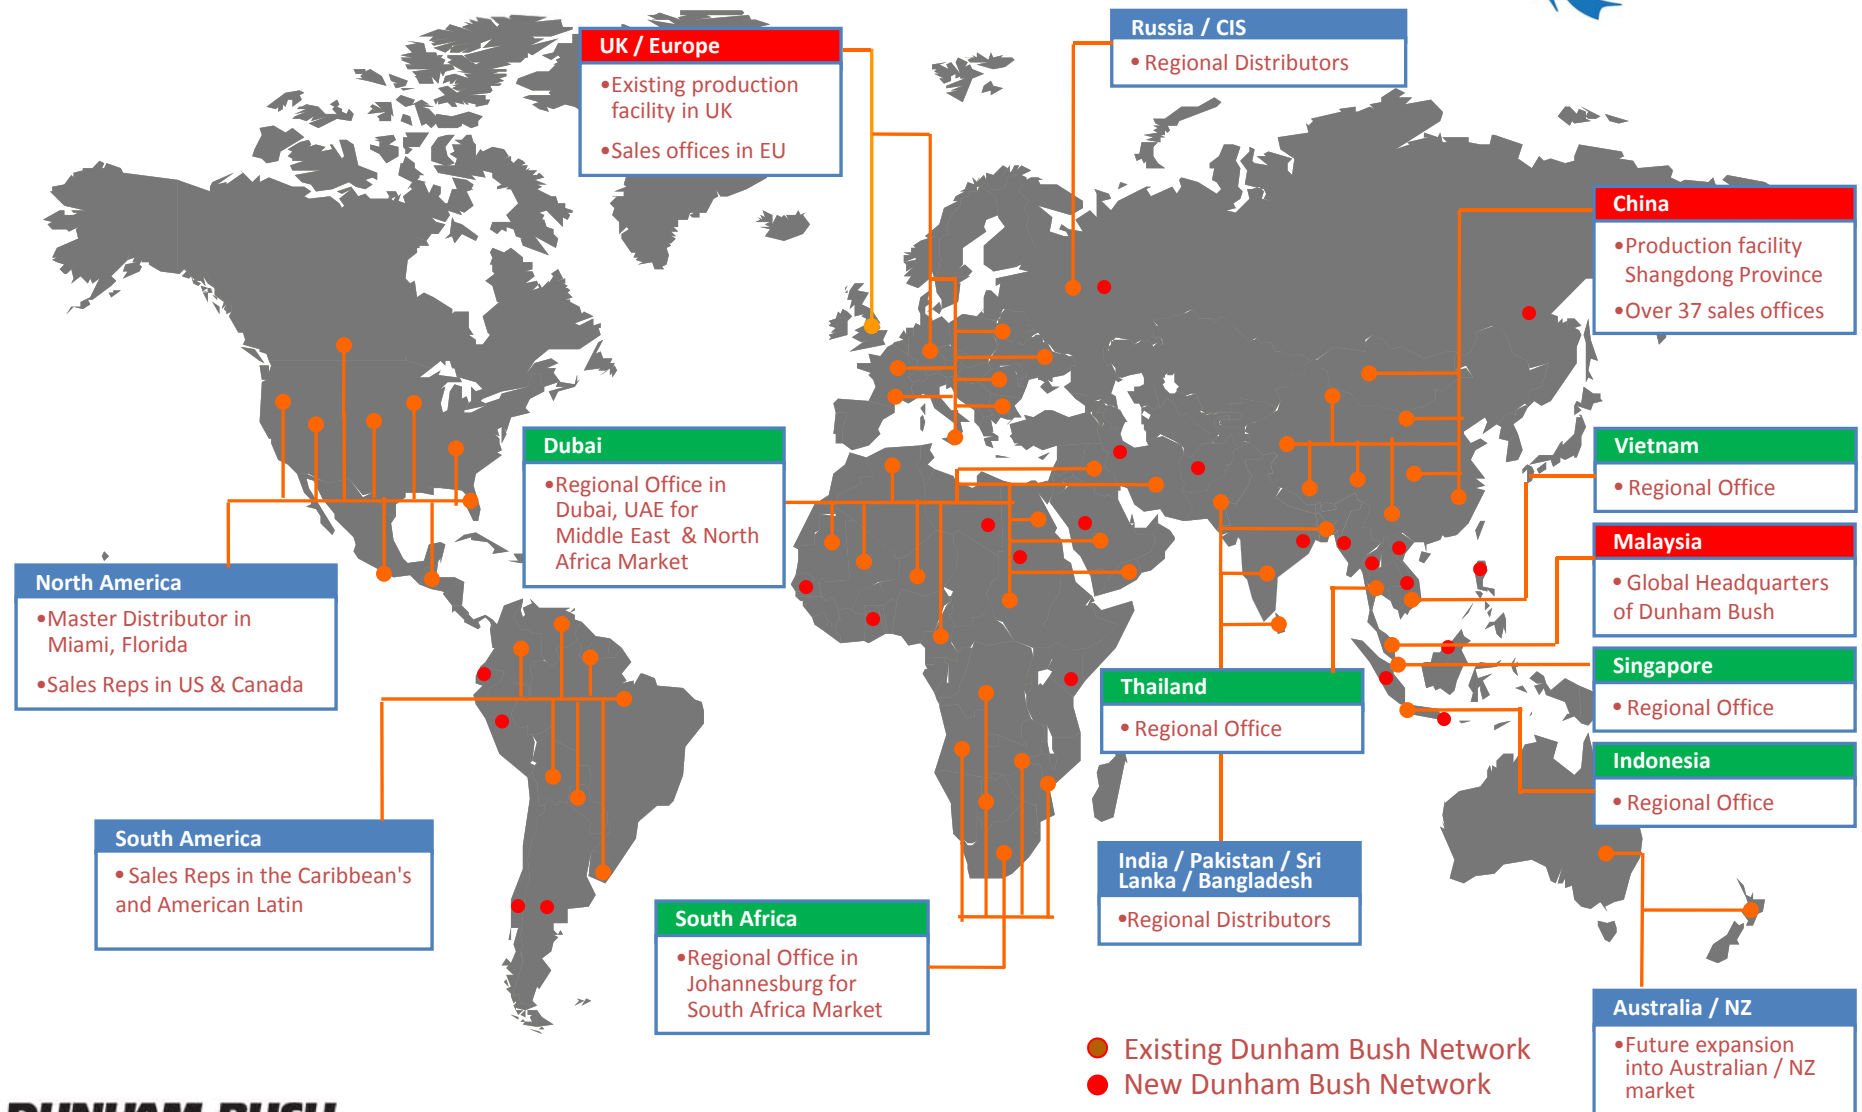 UK / Europe
•Existing production
facility in UK
•Sales offices in EU
Russia / CIS
• Regional Distributors
China
•Production facility
Shangdong Province
•Over 37 sales offices
Dubai
•Regional Office in
Dubai, UAE for
Middle East & North
Africa Market
Vietnam
• Regional Office
Malaysia
• Global Headquarters
of Dunham Bush
North America
•Master Distributor in
Miami, Florida
•Sales Reps in US & Canada
Singapore
• Regional Office
Thailand
• Regional Office
Indonesia
• Regional Office
South America
• Sales Reps in the Caribbean's
and American Latin
India / Pakistan / Sri
Lanka / Bangladesh
•Regional Distributors
South Africa
•Regional Office in
Johannesburg for
South Africa Market
Australia / NZ
•Future expansion
into Australian / NZ
market
Existing Dunham Bush Network
New Dunham Bush Network
DUNHAM-BUSH